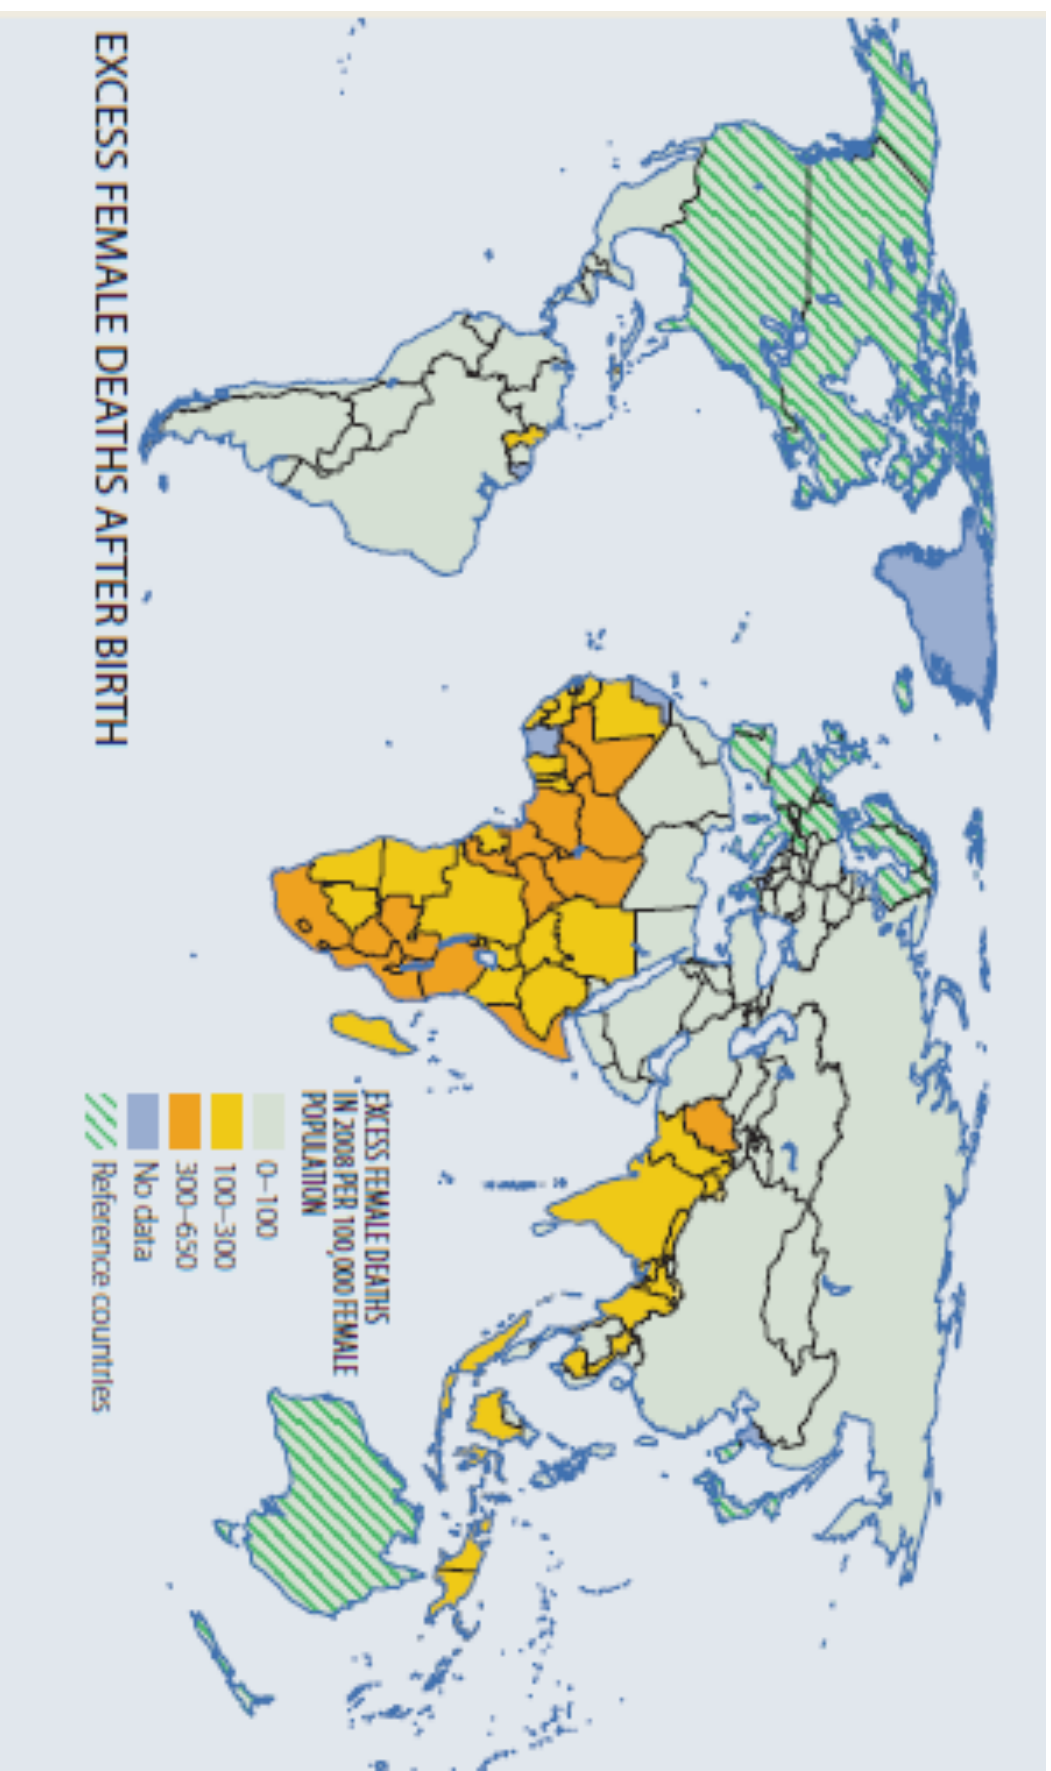 EXCESS FEMALE DEATHS AFTER BIRTH
EXCESS FEMALE DEATHS
IN 2008 PER 100,000 FEMALE
POPULATION
0–100
100–300
300–650
No data
Reference countries